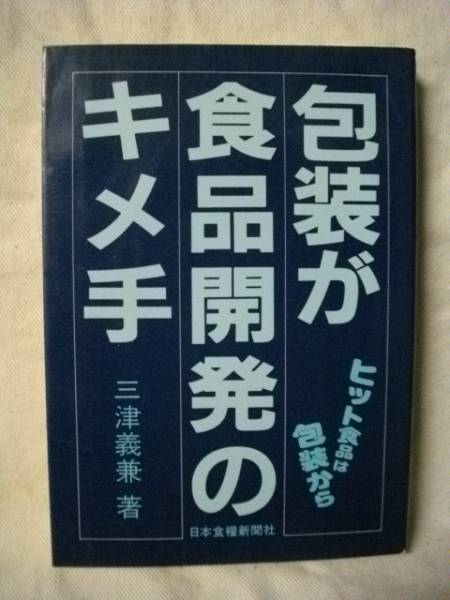 包装が
食品開発の
キメ手
ヒット食品は
包装から
三津義兼 著
日本食糧新聞社